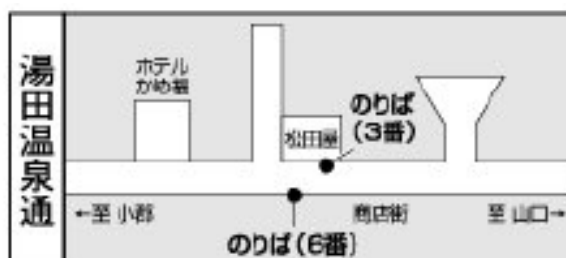 湯田温泉通
ホテル
かめ福
松田屋
のりば
(3番)
←至 小郡
商店街
至 山口→
のりば(6番)